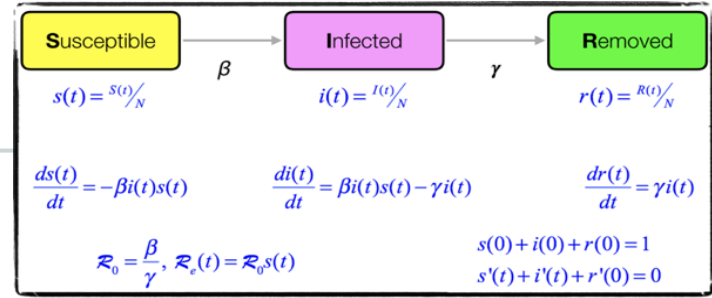 Susceptible Infected Removed
β γ
s(t) = S(t)/N i(t) = I(t)/N r(t) = R(t)/N
ds(t)/dt = −βi(t)s(t) di(t)/dt = βi(t)s(t) − γi(t) dr(t)/dt = γi(t)
𝓡₀ = β/γ, 𝓡ₑ(t) = 𝓡₀s(t)
s(0) + i(0) + r(0) = 1
s'(t) + i'(t) + r'(0) = 0